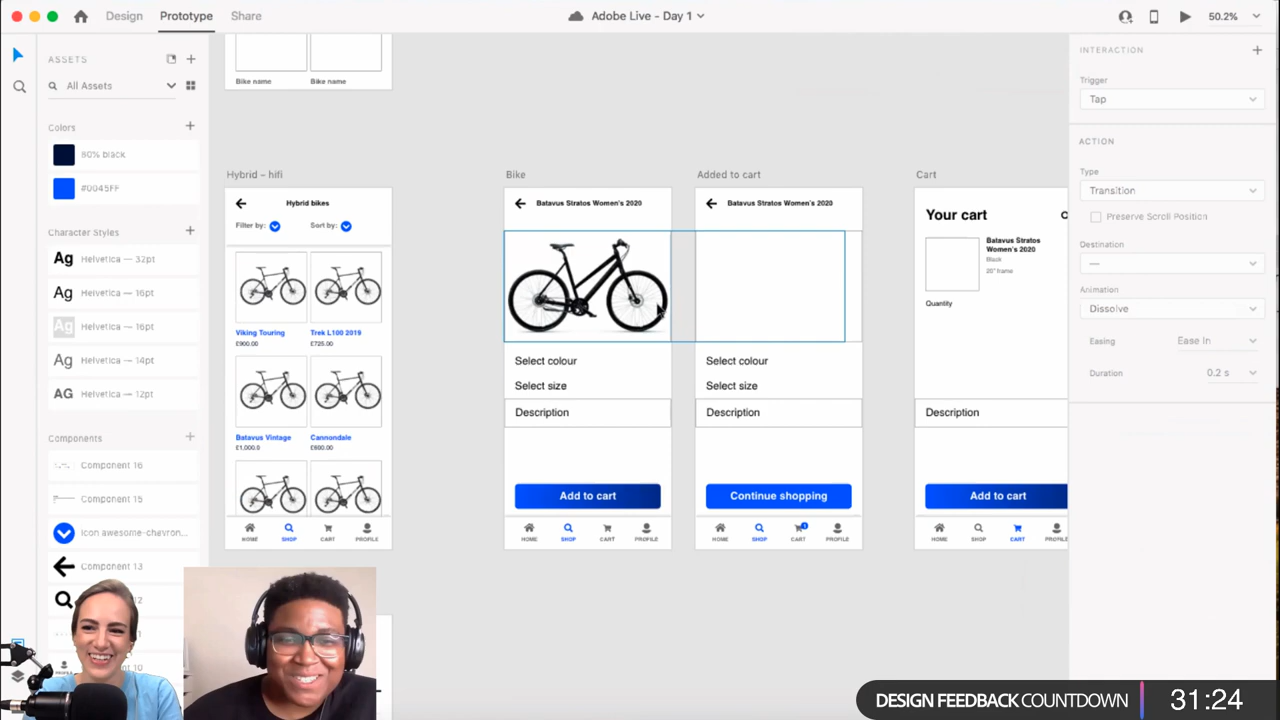 Design Prototype Share
Adobe Live - Day 1
50.2%
ASSETS
All Assets
Colors
80% black
#0045FF
Character Styles
Ag Helvetica — 32pt
Ag Helvetica — 16pt
Ag Helvetica — 16pt
Ag Helvetica — 14pt
AG Helvetica — 12pt
Components
Component 16
Component 15
Icon awesome-chevron...
Component 13
PROFILE
Bike name Bike name
Hybrid – hifi
Hybrid bikes
Filter by: Sort by:
Viking Touring Trek L100 2019
£900.00 £725.00
Batavus Vintage Cannondale
£1,000.0 £600.00
HOME SHOP CART PROFILE
Bike
Batavus Stratos Women's 2020
Select colour
Select size
Description
Add to cart
HOME SHOP CART PROFILE
Added to cart
Batavus Stratos Women's 2020
Select colour
Select size
Description
Continue shopping
HOME SHOP CART PROFILE
Cart
Your cart
Batavus Stratos
Women's 2020
Black
20" frame
Quantity
Description
Add to cart
HOME SHOP CART
INTERACTION
Trigger
Tap
ACTION
Type
Transition
Preserve Scroll Position
Destination
—
Animation
Dissolve
Easing Ease In
Duration 0.2 s
DESIGN FEEDBACK COUNTDOWN 31:24